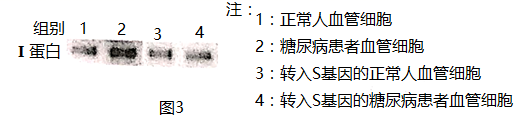 组别 1 2 3 4
I 蛋白
图3
注：
1：正常人血管细胞
2：糖尿病患者血管细胞
3：转入S基因的正常人血管细胞
4：转入S基因的糖尿病患者血管细胞